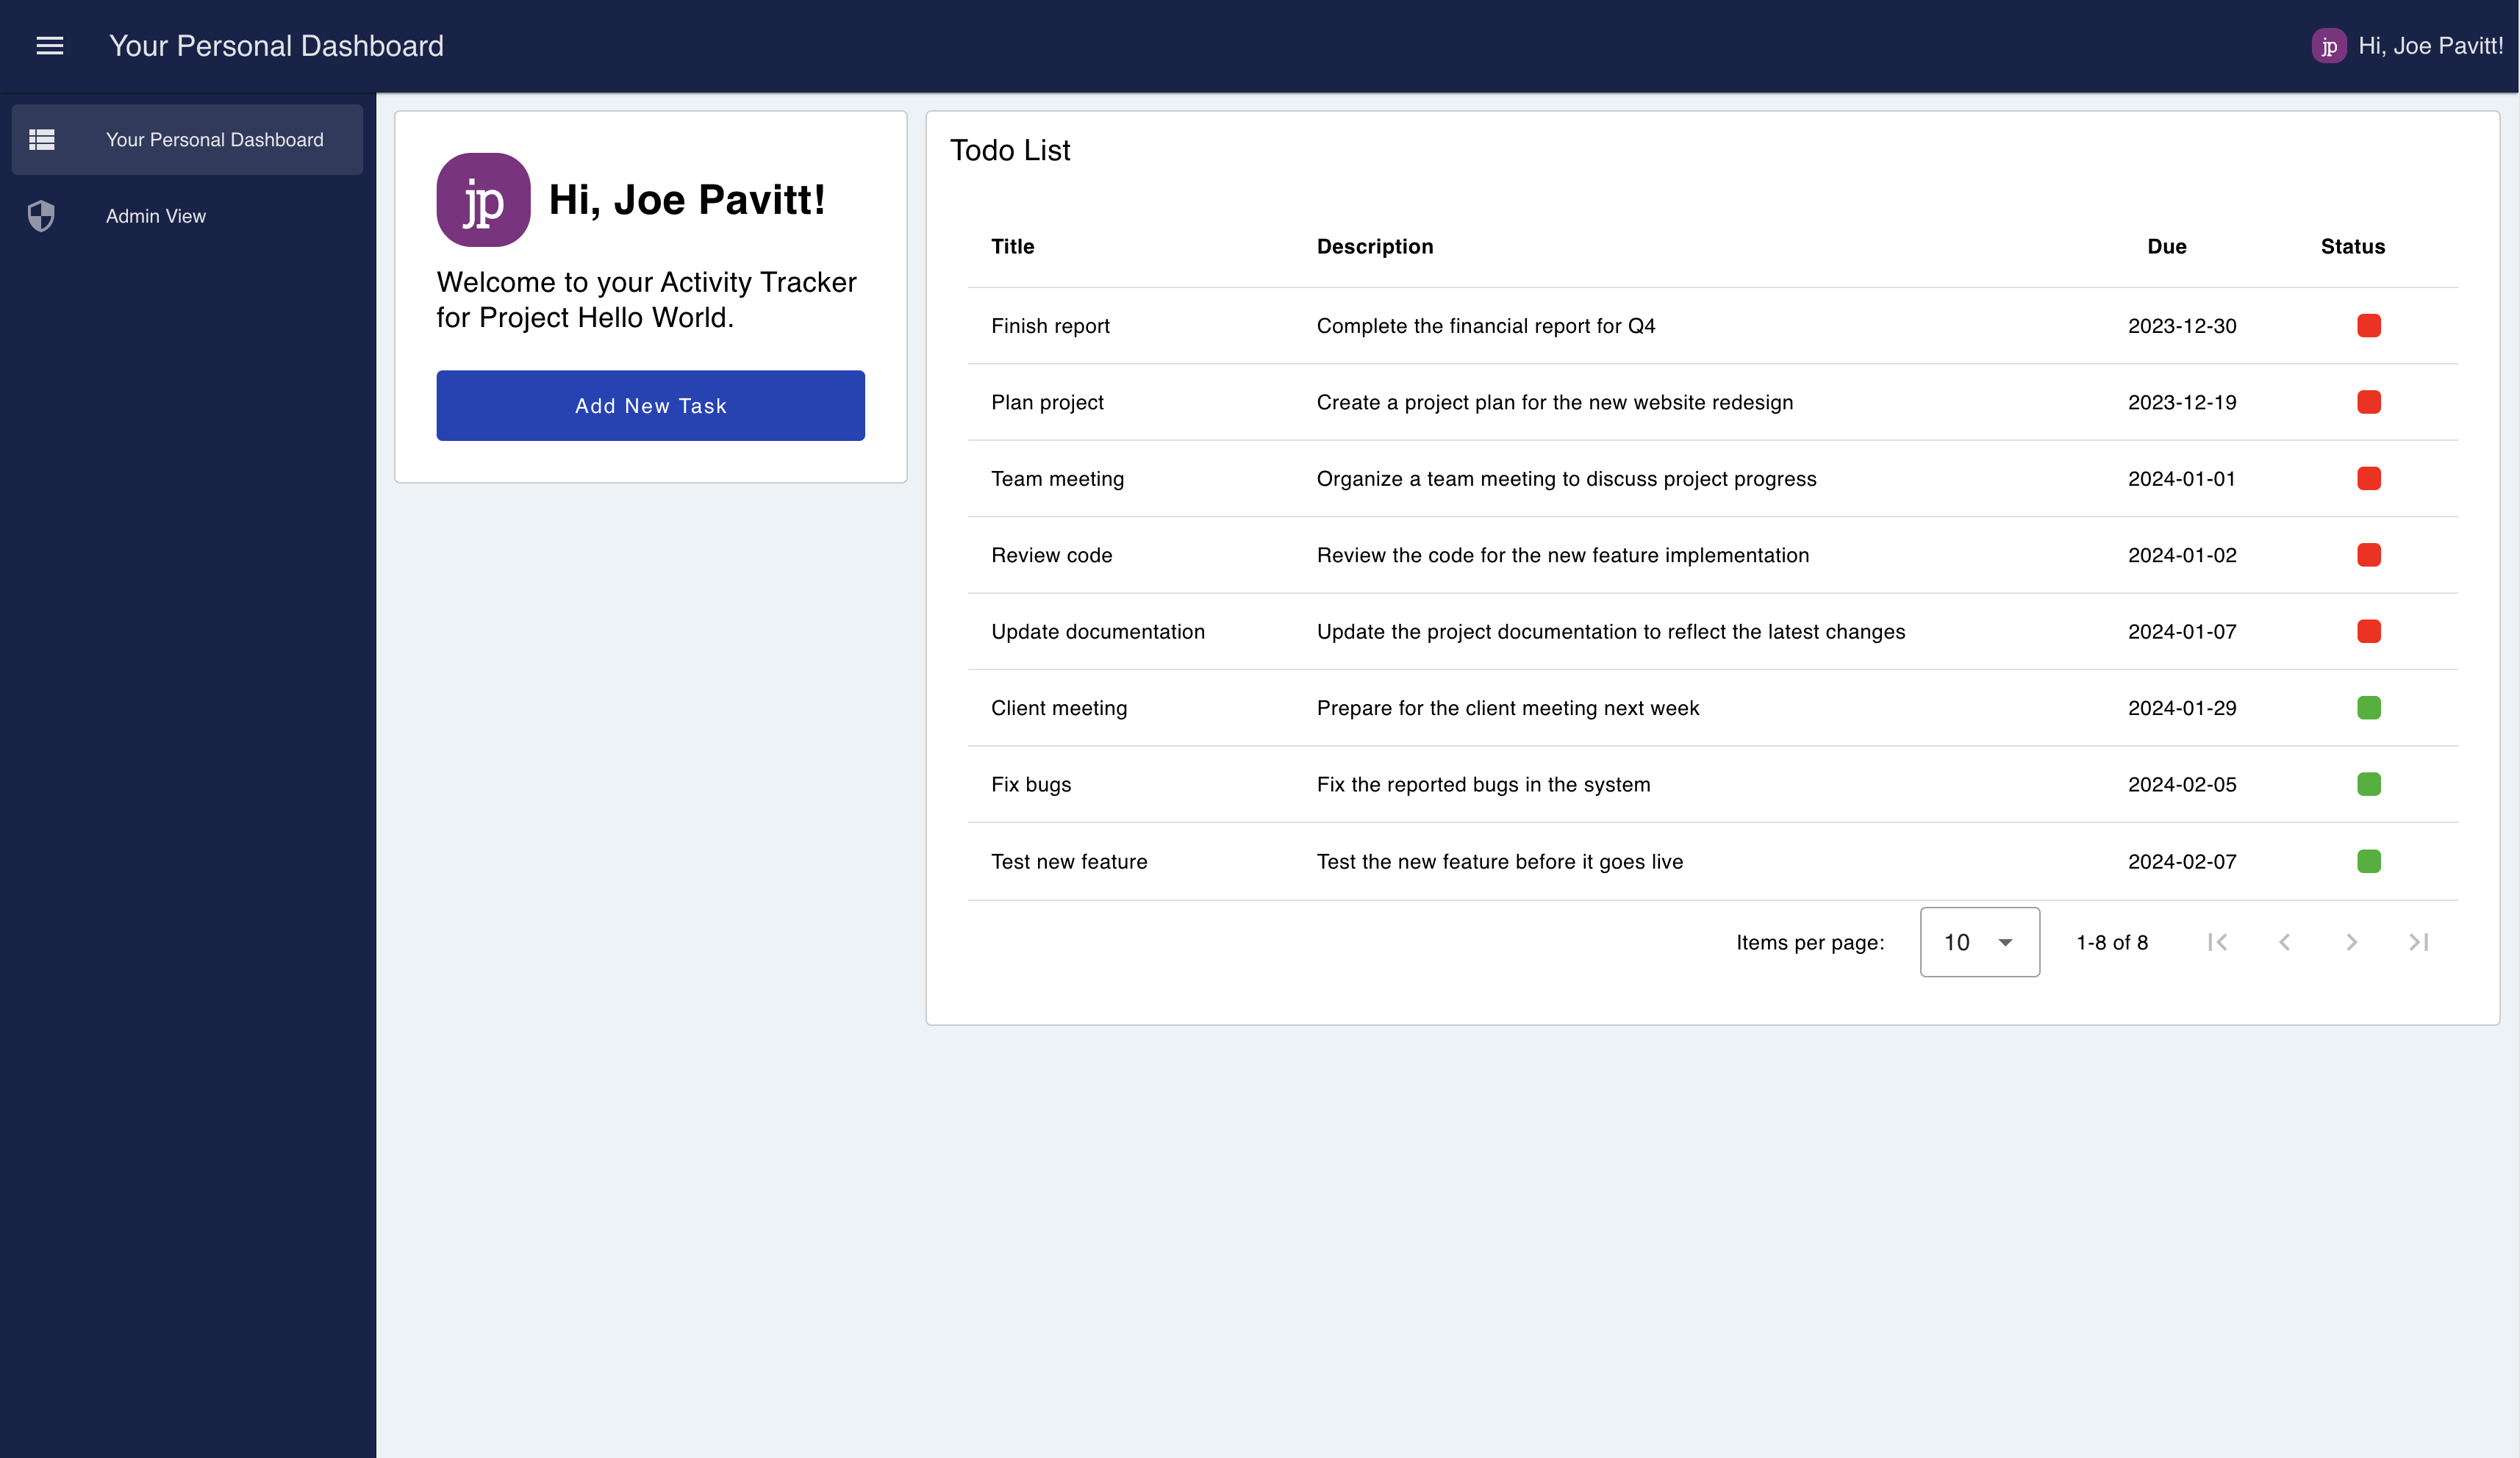 Your Personal Dashboard
jp Hi, Joe Pavitt!
Your Personal Dashboard
Admin View
jp Hi, Joe Pavitt!
Welcome to your Activity Tracker
for Project Hello World.
Add New Task
Todo List
Title Description Due Status
Finish report Complete the financial report for Q4 2023-12-30
Plan project Create a project plan for the new website redesign 2023-12-19
Team meeting Organize a team meeting to discuss project progress 2024-01-01
Review code Review the code for the new feature implementation 2024-01-02
Update documentation Update the project documentation to reflect the latest changes 2024-01-07
Client meeting Prepare for the client meeting next week 2024-01-29
Fix bugs Fix the reported bugs in the system 2024-02-05
Test new feature Test the new feature before it goes live 2024-02-07
Items per page: 10 1-8 of 8